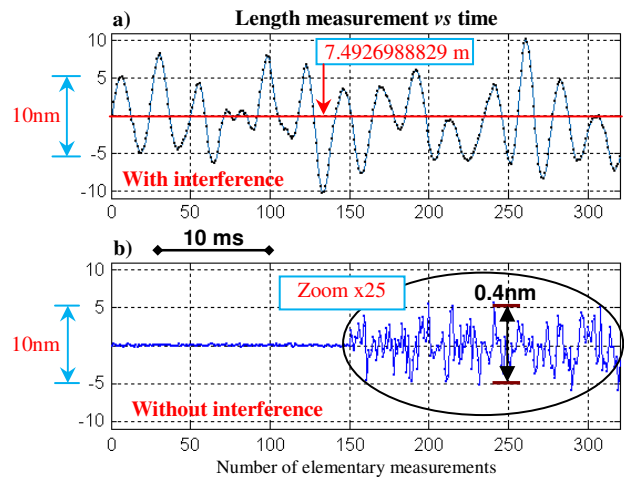 a) Length measurement vs time
10
7.4926988829 m
5
10nm
0
-5
With interference
-10
0 50 100 150 200 250 300
b)
10 ms
10
Zoom x25
0.4nm
5
10nm
0
-5
Without interference
-10
0 50 100 150 200 250 300
Number of elementary measurements